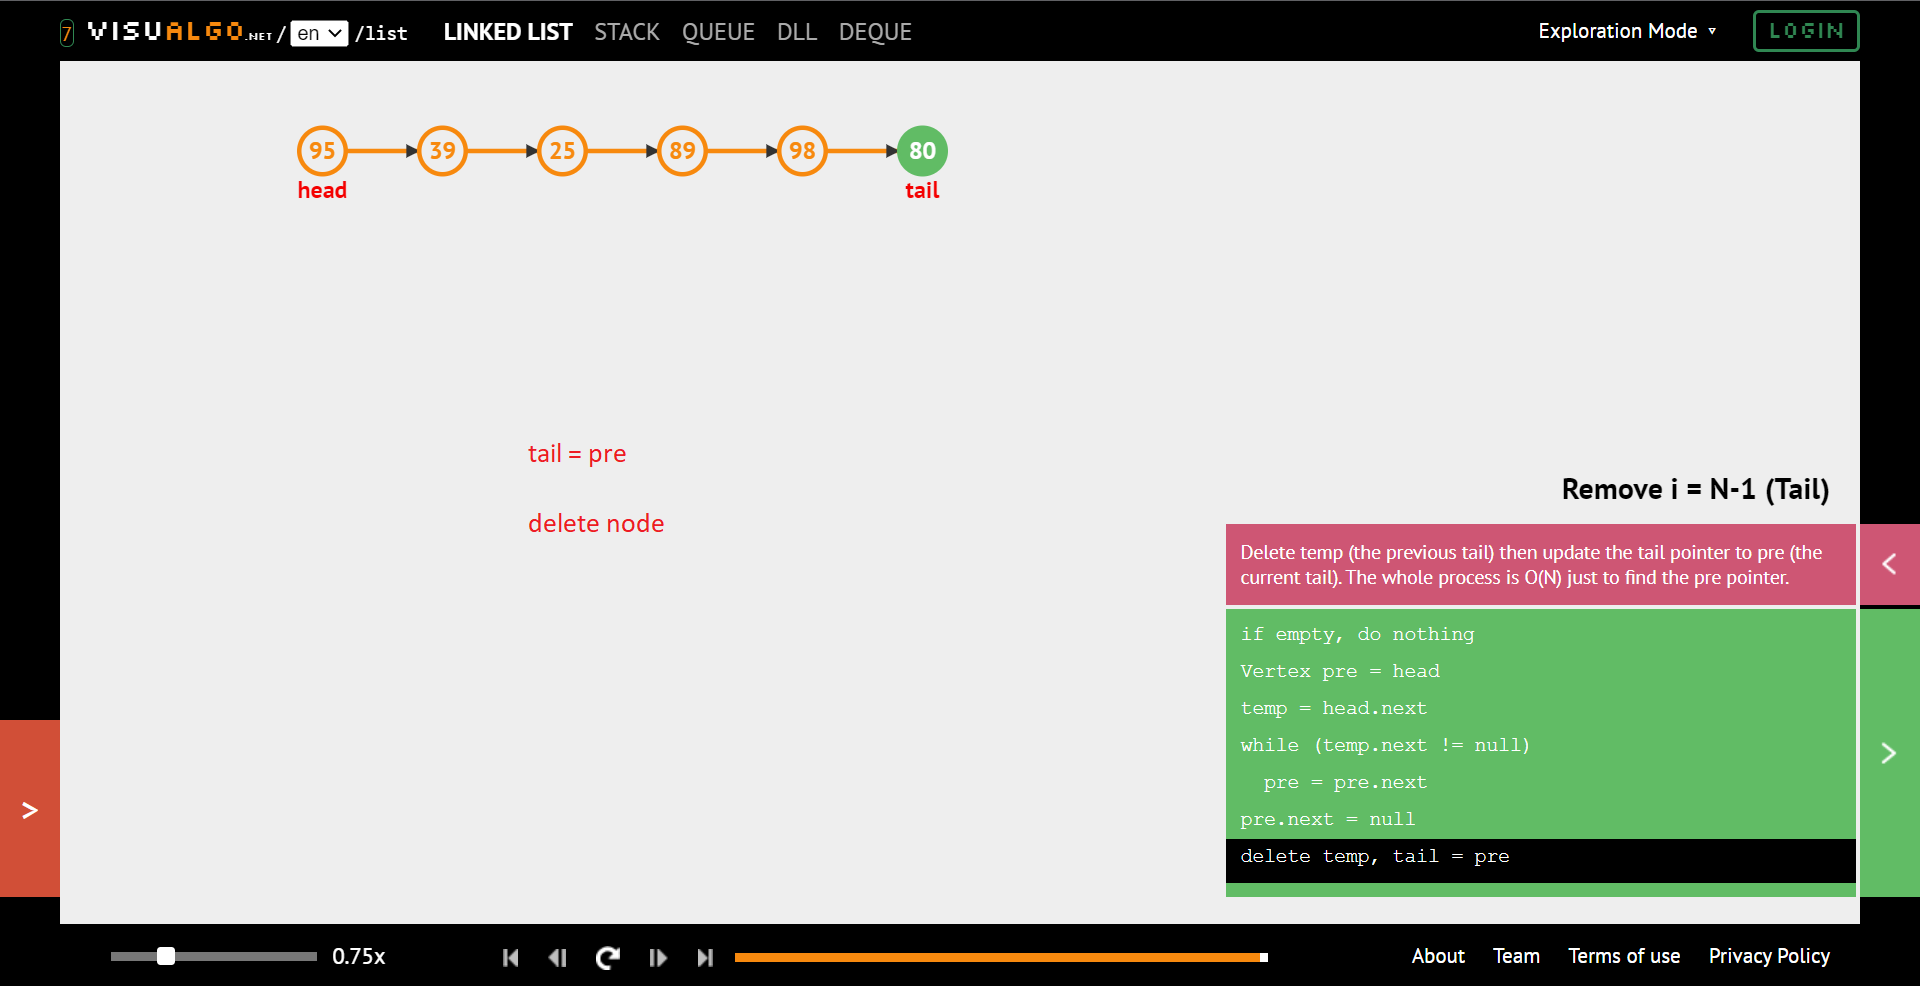 7 VISUALGO.NET / en /list LINKED LIST STACK QUEUE DLL DEQUE Exploration Mode ▾ LOGIN
95 39 25 89 98 80
head tail
tail = pre
delete node
Remove i = N-1 (Tail)
Delete temp (the previous tail) then update the tail pointer to pre (the
current tail). The whole process is O(N) just to find the pre pointer.
if empty, do nothing
Vertex pre = head
temp = head.next
while (temp.next != null)
  pre = pre.next
pre.next = null
delete temp, tail = pre
0.75x About Team Terms of use Privacy Policy